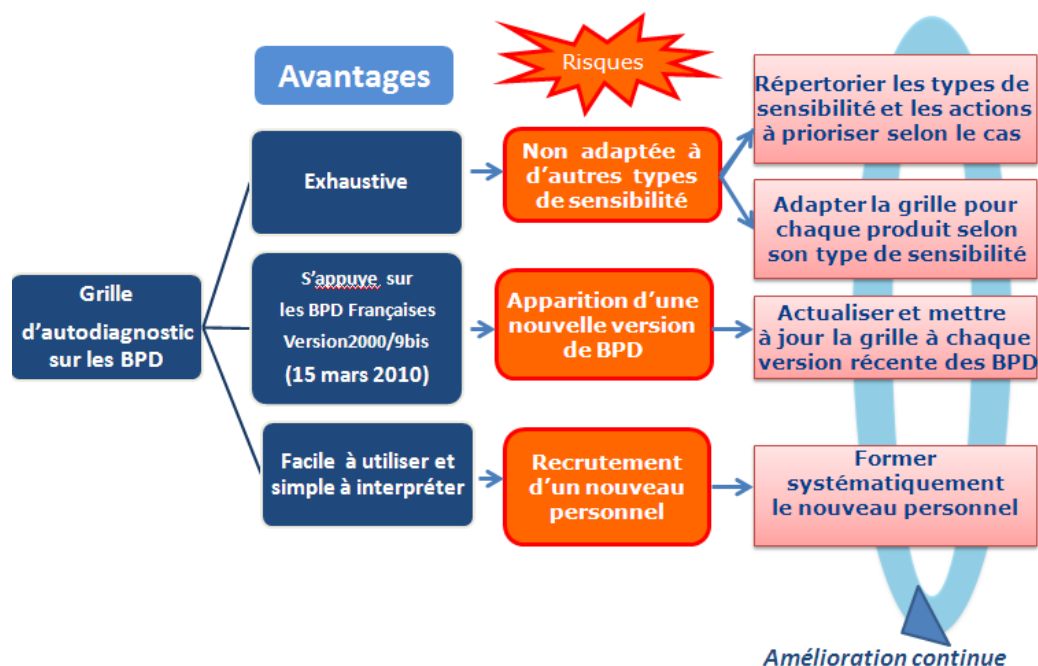 Avantages
Risques
Répertorier les types de
sensibilité et les actions
à prioriser selon le cas
Exhaustive
Non adaptée à
d'autres types
de sensibilité
Adapter la grille pour
chaque produit selon
son type de sensibilité
Grille
d'autodiagnostic
sur les BPD
S'appuye sur
les BPD Françaises
Version2000/9bis
(15 mars 2010)
Apparition d'une
nouvelle version
de BPD
Actualiser et mettre
à jour la grille à chaque
version récente des BPD
Facile à utiliser et
simple à interpréter
Recrutement
d'un nouveau
personnel
Former
systématiquement
le nouveau personnel
Amélioration continue